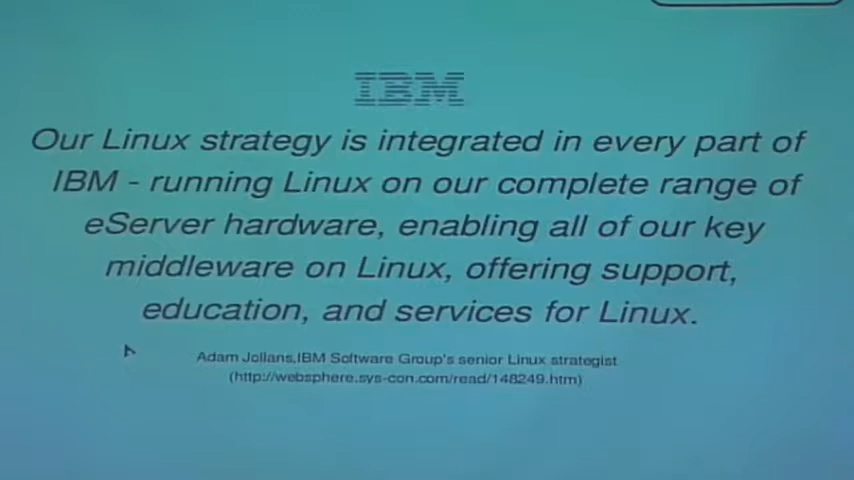 IBM
Our Linux strategy is integrated in every part of
IBM - running Linux on our complete range of
eServer hardware, enabling all of our key
middleware on Linux, offering support,
education, and services for Linux.
Adam Jollans,IBM Software Group's senior Linux strategist
(http://websphere.sys-con.com/read/148249.htm)